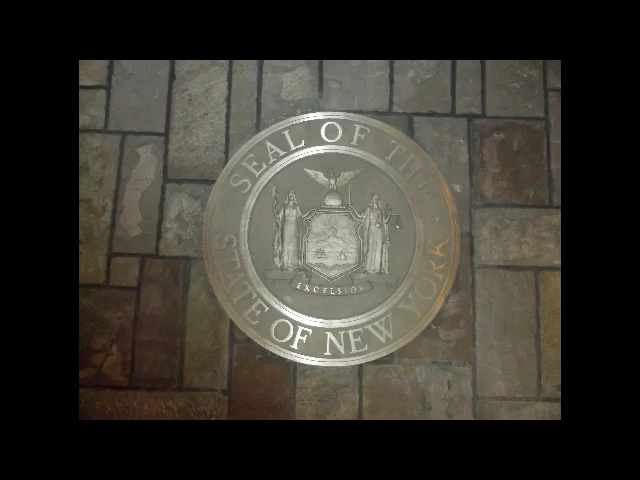 SEAL OF THE
STATE OF NEW YORK
EXCELSIOR